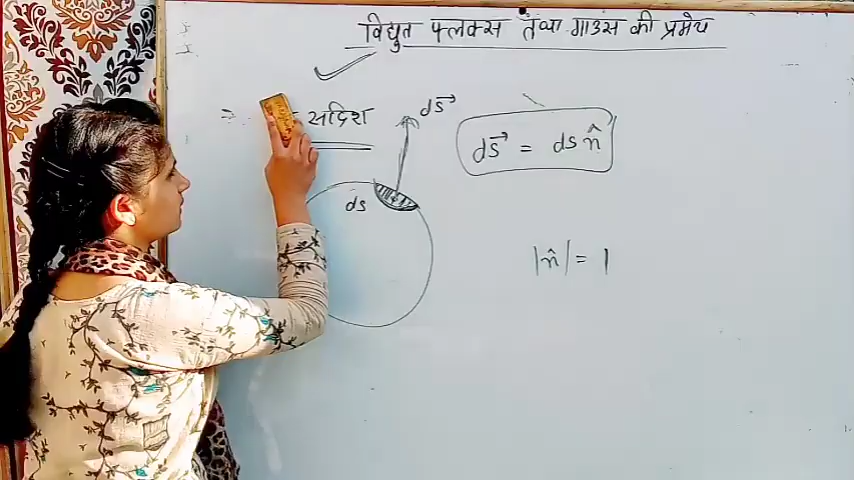 विद्युत फ्लक्स तथा गाउस की प्रमेय
⇒ सदिश
ds→
ds→ = ds n̂
ds
|n̂| = 1